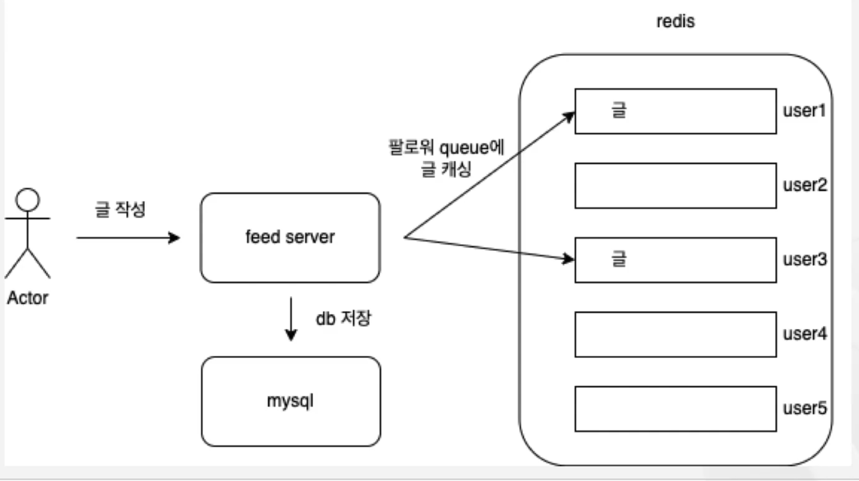 redis
글
user1
팔로워 queue에
글 캐싱
user2
글 작성
feed server
글
user3
Actor
db 저장
user4
mysql
user5